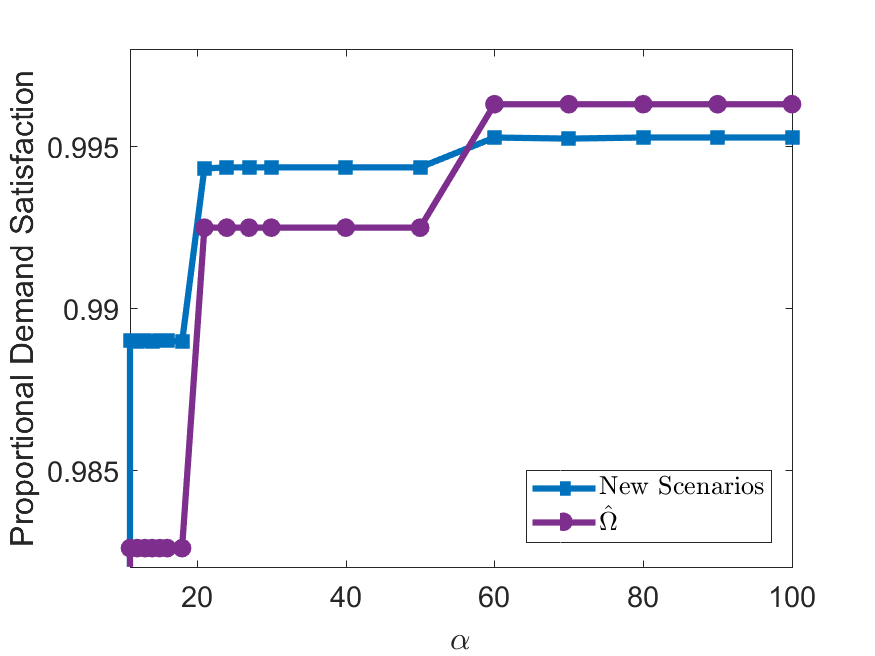 Proportional Demand Satisfaction
0.995
0.99
0.985
20 40 60 80 100
α
New Scenarios
Ω̂